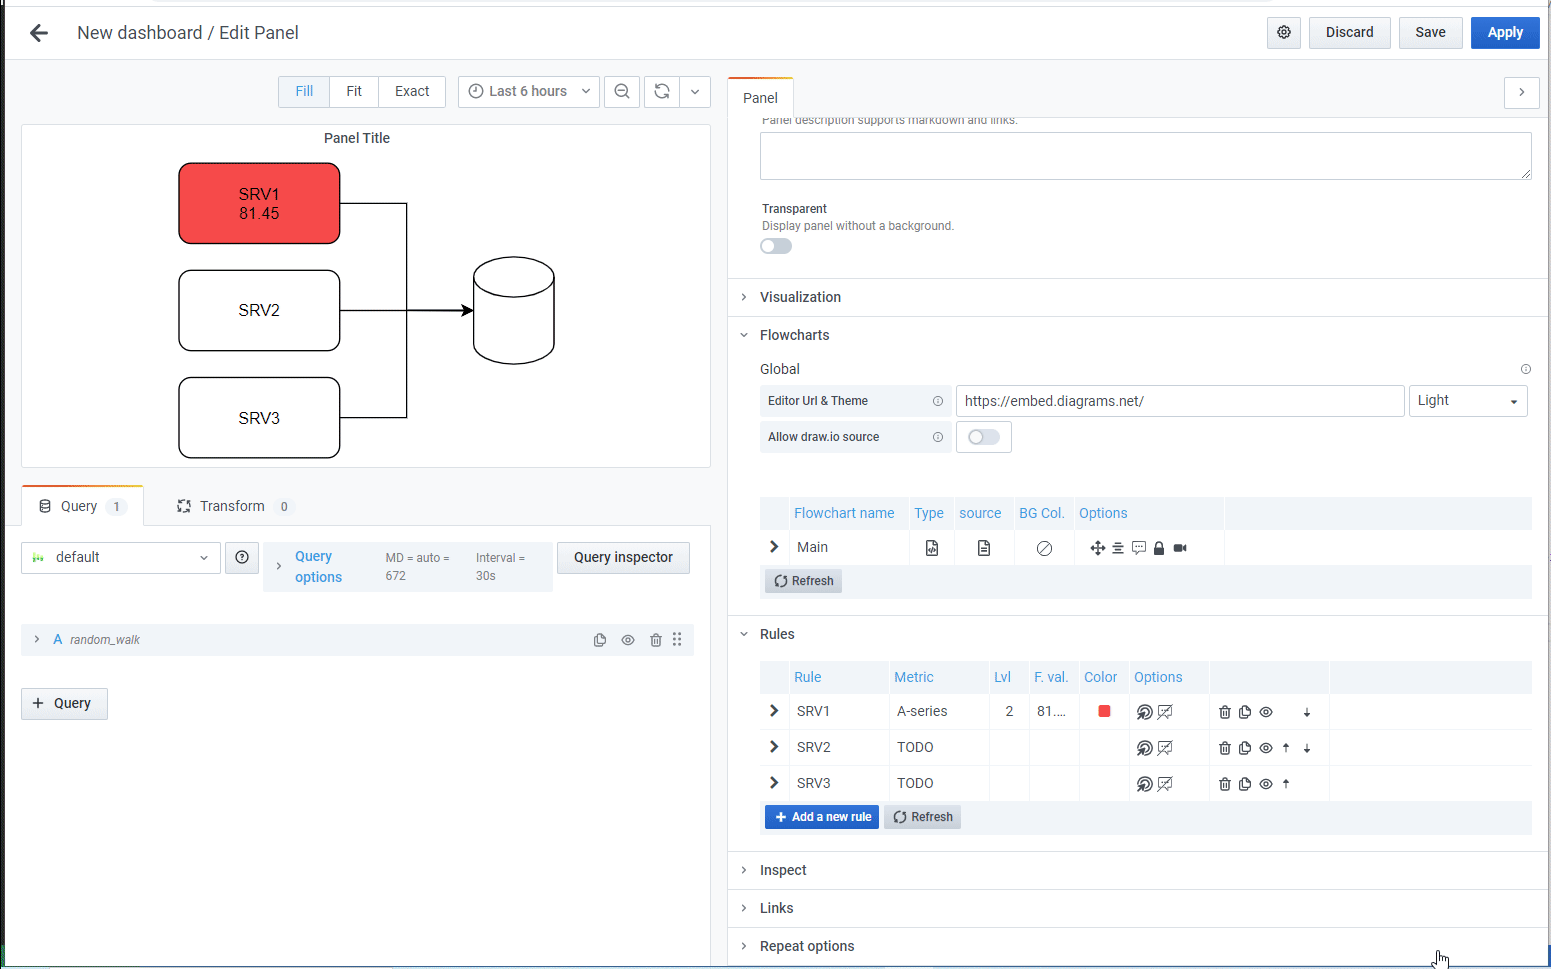 New dashboard / Edit Panel
Discard
Save
Apply
Fill
Fit
Exact
Last 6 hours
Panel Title
SRV1
81.45
SRV2
SRV3
Query 1
Transform 0
default
Query options
MD = auto = 672
Interval = 30s
Query inspector
A random_walk
+ Query
Panel
Panel description supports markdown and links.
Transparent
Display panel without a background.
Visualization
Flowcharts
Global
Editor Url & Theme
https://embed.diagrams.net/
Light
Allow draw.io source
Flowchart name Type source BG Col. Options
Main
Refresh
Rules
Rule Metric Lvl F. val. Color Options
SRV1 A-series 2 81....
SRV2 TODO
SRV3 TODO
+ Add a new rule
Refresh
Inspect
Links
Repeat options